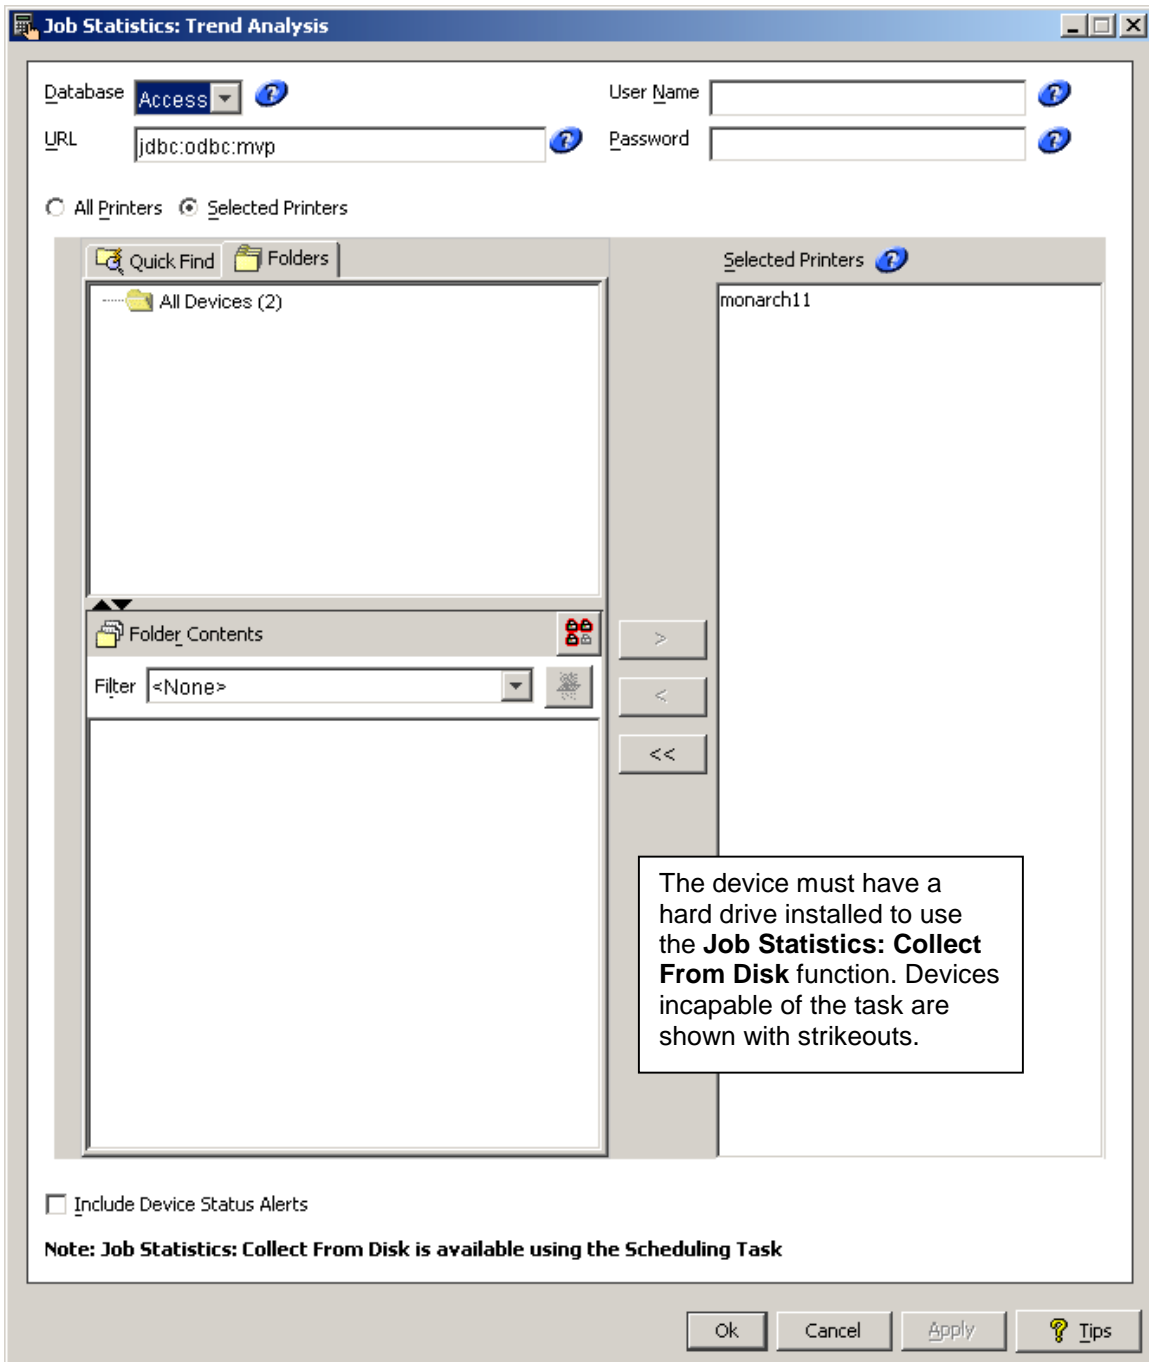 Job Statistics: Trend Analysis
Database Access User Name
URL jdbc:odbc:mvp Password
All Printers Selected Printers
Quick Find Folders Selected Printers
All Devices (2) monarch11
Folder Contents >
Filter <None> <
<<
The device must have a
hard drive installed to use
the Job Statistics: Collect
From Disk function. Devices
incapable of the task are
shown with strikeouts.
Include Device Status Alerts
Note: Job Statistics: Collect From Disk is available using the Scheduling Task
Ok Cancel Apply Tips